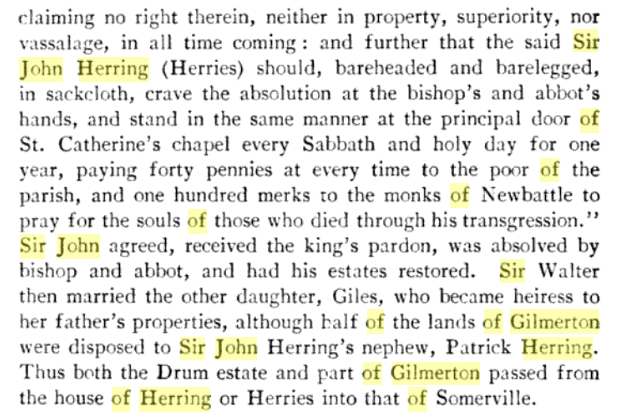 claiming no right therein, neither in property, superiority, nor
vassalage, in all time coming : and further that the said Sir
John Herring (Herries) should, bareheaded and barelegged,
in sackcloth, crave the absolution at the bishop's and abbot's
hands, and stand in the same manner at the principal door of
St. Catherine's chapel every Sabbath and holy day for one
year, paying forty pennies at every time to the poor of the
parish, and one hundred merks to the monks of Newbattle to
pray for the souls of those who died through his transgression."
Sir John agreed, received the king's pardon, was absolved by
bishop and abbot, and had his estates restored. Sir Walter
then married the other daughter, Giles, who became heiress to
her father's properties, although half of the lands of Gilmerton
were disposed to Sir John Herring's nephew, Patrick Herring.
Thus both the Drum estate and part of Gilmerton passed from
the house of Herring or Herries into that of Somerville.